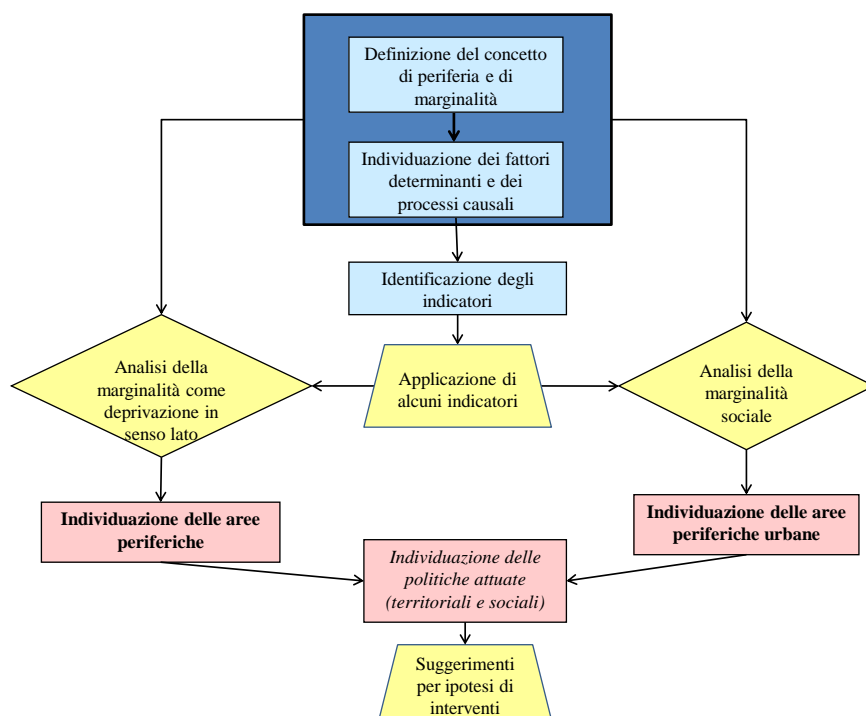 Definizione del concetto
di periferia e di
marginalità
Individuazione dei fattori
determinanti e dei
processi causali
Identificazione degli
indicatori
Analisi della
marginalità come
deprivazione in
senso lato
Applicazione di
alcuni indicatori
Analisi della
marginalità
sociale
Individuazione delle aree
periferiche
Individuazione delle aree
periferiche urbane
Individuazione delle
politiche attuate
(territoriali e sociali)
Suggerimenti
per ipotesi di
interventi